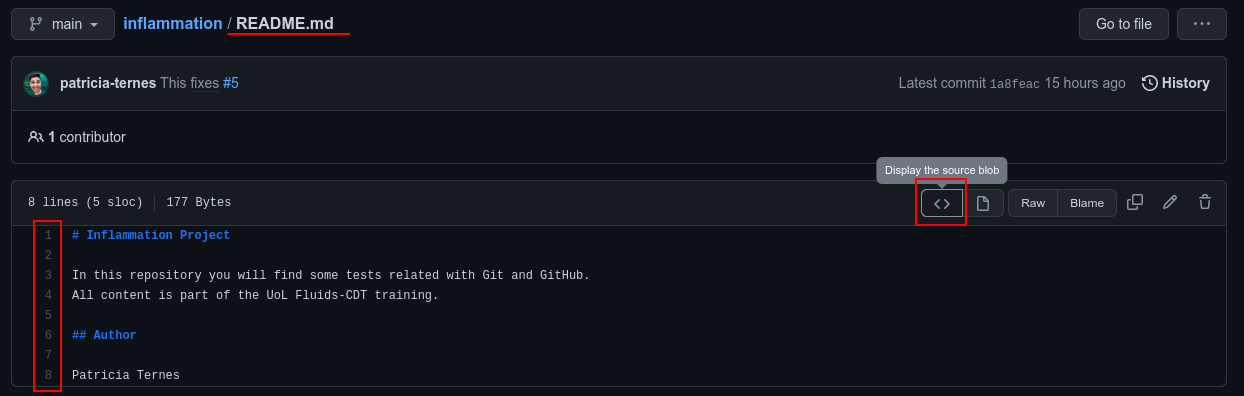 main inflammation / README.md Go to file ...
patricia-ternes This fixes #5 Latest commit 1a8feac 15 hours ago History
1 contributor
Display the source blob
8 lines (5 sloc) 177 Bytes <> Raw Blame
1 # Inflammation Project
2
3 In this repository you will find some tests related with Git and GitHub.
4 All content is part of the UoL Fluids-CDT training.
5
6 ## Author
7
8 Patricia Ternes